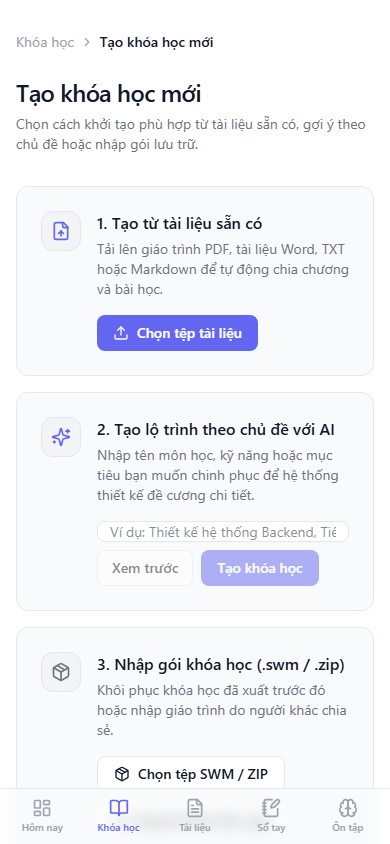 Khóa học > Tạo khóa học mới
Tạo khóa học mới
Chọn cách khởi tạo phù hợp từ tài liệu sẵn có, gợi ý theo
chủ đề hoặc nhập gói lưu trữ.
1. Tạo từ tài liệu sẵn có
Tải lên giáo trình PDF, tài liệu Word, TXT
hoặc Markdown để tự động chia chương
và bài học.
Chọn tệp tài liệu
2. Tạo lộ trình theo chủ đề với AI
Nhập tên môn học, kỹ năng hoặc mục
tiêu bạn muốn chinh phục để hệ thống
thiết kế đề cương chi tiết.
Ví dụ: Thiết kế hệ thống Backend, Tiế
Xem trước Tạo khóa học
3. Nhập gói khóa học (.swm / .zip)
Khôi phục khóa học đã xuất trước đó
hoặc nhập giáo trình do người khác chia
sẻ.
Chọn tệp SWM / ZIP
Hôm nay Khóa học Tài liệu Sổ tay Ôn tập